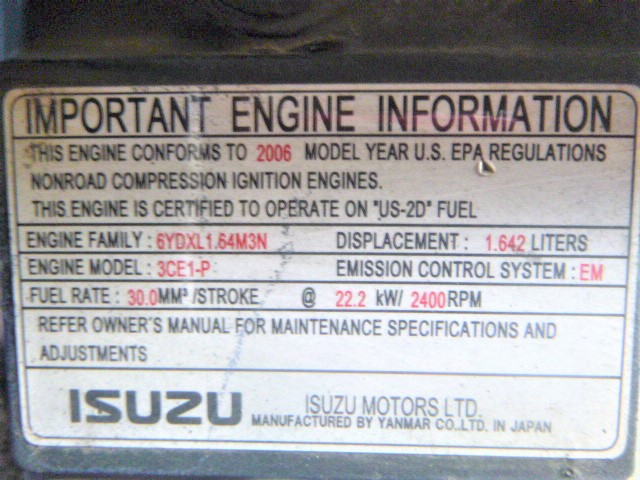 IMPORTANT ENGINE INFORMATION
THIS ENGINE CONFORMS TO 2006 MODEL YEAR U.S. EPA REGULATIONS
NONROAD COMPRESSION IGNITION ENGINES.
THIS ENGINE IS CERTIFIED TO OPERATE ON "US-2D" FUEL
ENGINE FAMILY : 6YDXL1.64M3N DISPLACEMENT : 1.642 LITERS
ENGINE MODEL : 3CE1-P EMISSION CONTROL SYSTEM : EM
FUEL RATE : 30.0MM³ /STROKE @ 22.2 kW/ 2400RPM
REFER OWNER'S MANUAL FOR MAINTENANCE SPECIFICATIONS AND
ADJUSTMENTS
ISUZU ISUZU MOTORS LTD.
MANUFACTURED BY YANMAR CO.,LTD. IN JAPAN